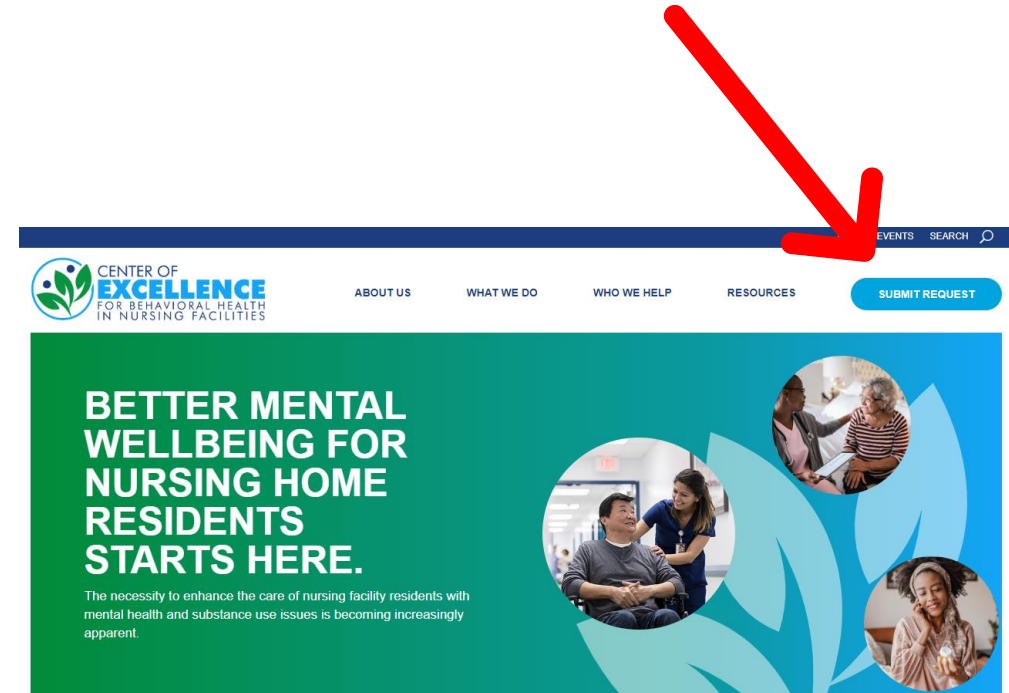 EVENTS SEARCH
CENTER OF
EXCELLENCE
FOR BEHAVIORAL HEALTH
IN NURSING FACILITIES
ABOUT US
WHAT WE DO
WHO WE HELP
RESOURCES
SUBMIT REQUEST
BETTER MENTAL
WELLBEING FOR
NURSING HOME
RESIDENTS
STARTS HERE.
The necessity to enhance the care of nursing facility residents with
mental health and substance use issues is becoming increasingly
apparent.